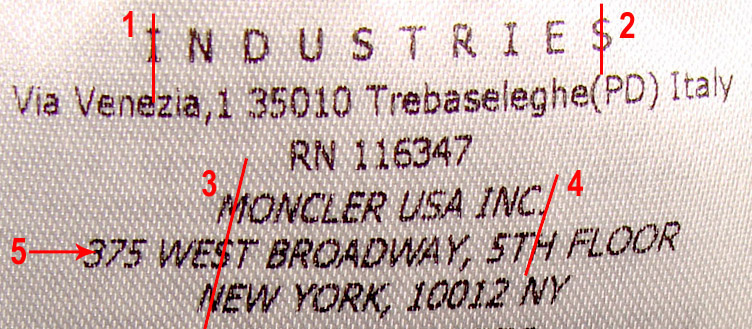 1 I N D U S T R I E S 2
Via Venezia,1 35010 Trebaseleghe(PD) Italy
RN 116347
3 4
MONCLER USA INC.
5 375 WEST BROADWAY, 5TH FLOOR
NEW YORK, 10012 NY